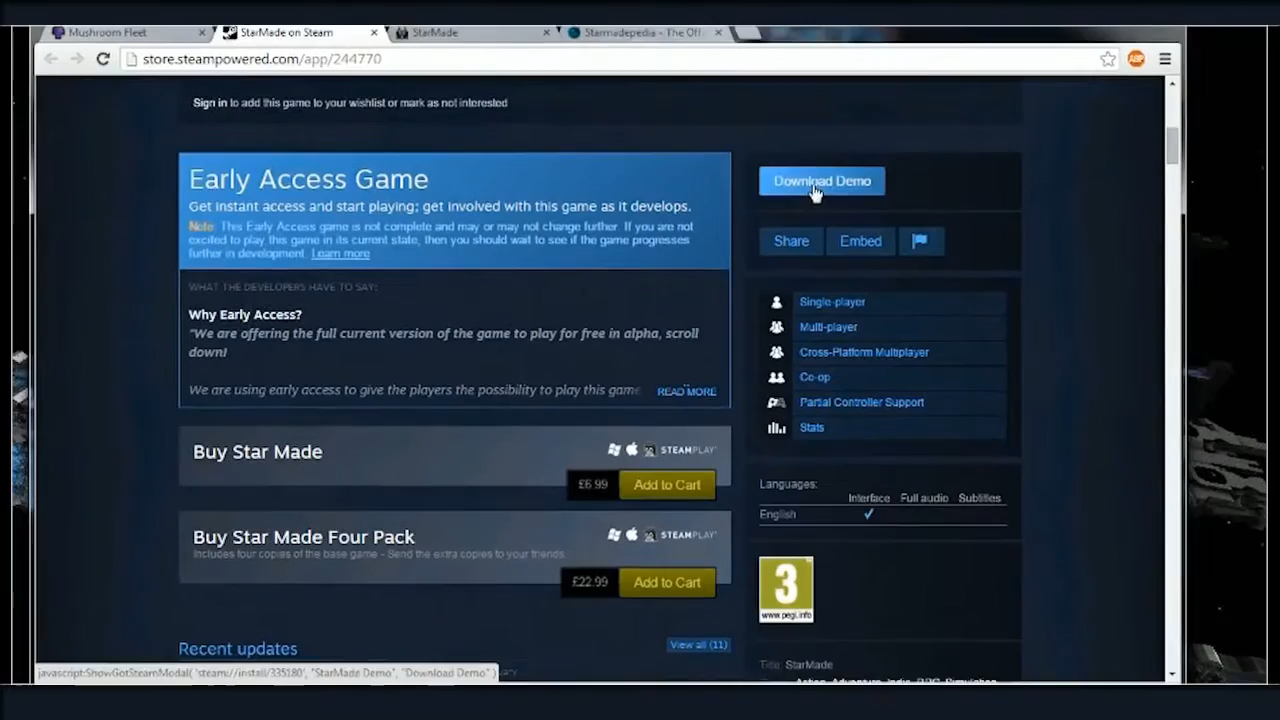 Mushroom Fleet
StarMade on Steam
StarMade
Starmadepedia - The Off
store.steampowered.com/app/244770
ABP
Sign in to add this game to your wishlist or mark as not interested
Early Access Game
Get instant access and start playing; get involved with this game as it develops.
Note: This Early Access game is not complete and may or may not change further. If you are not
excited to play this game in its current state, then you should wait to see if the game progresses
further in development. Learn more
WHAT THE DEVELOPERS HAVE TO SAY:
Why Early Access?
"We are offering the full current version of the game to play for free in alpha, scroll
down!
We are using early access to give the players the possibility to play this game
READ MORE
Buy Star Made
STEAMPLAY
£6.99
Add to Cart
Buy Star Made Four Pack
STEAMPLAY
Includes four copies of the base game - Send the extra copies to your friends
£22.99
Add to Cart
Recent updates
View all (11)
Download Demo
Share
Embed
Single-player
Multi-player
Cross-Platform Multiplayer
Co-op
Partial Controller Support
Stats
Languages:
Interface Full audio Subtitles
English
3
www.pegi.info
Title: StarMade
javascript:ShowGotSteamModal( 'steam://install/335180', "StarMade Demo", "Download Demo" )